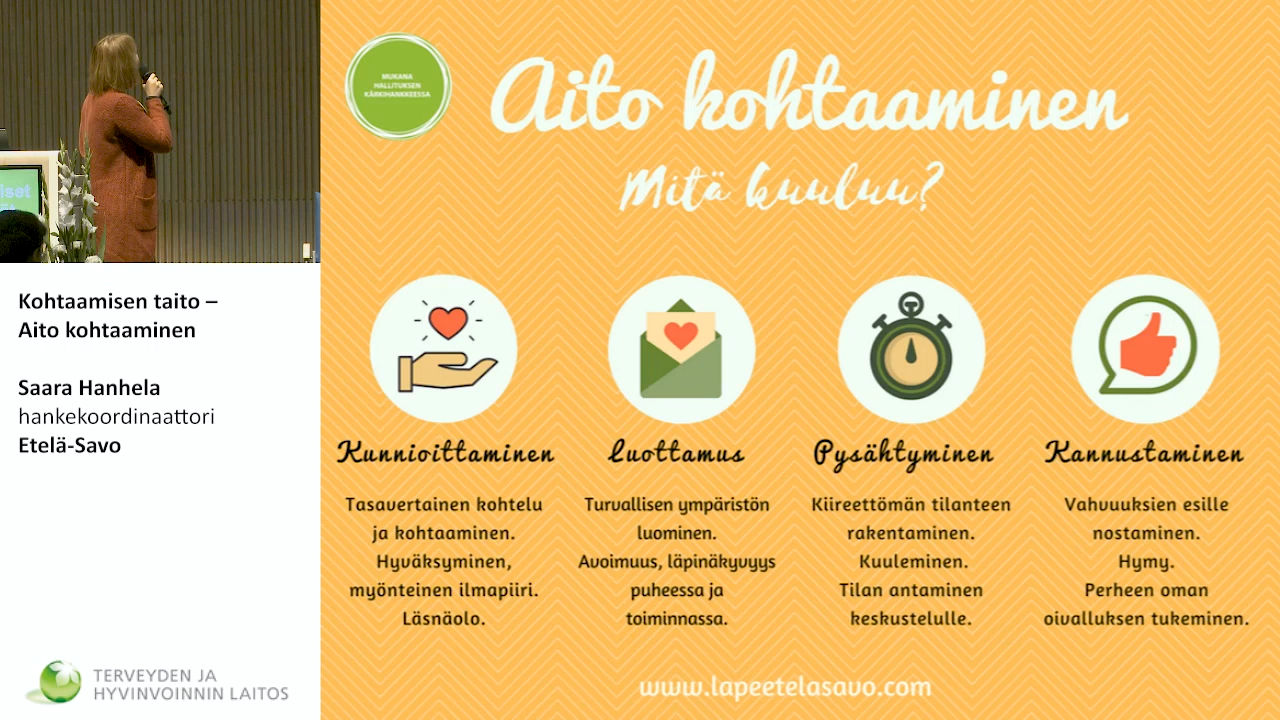 iset
Kohtaamisen taito –
Aito kohtaaminen
Saara Hanhela
hankekoordinaattori
Etelä-Savo
TERVEYDEN JA
HYVINVOINNIN LAITOS
MUKANA
HALLITUKSEN
KÄRKIHANKKEESSA
Aito kohtaaminen
Mitä kuuluu?
Kunnioittaminen
Tasavertainen kohtelu
ja kohtaaminen.
Hyväksyminen,
myönteinen ilmapiiri.
Läsnäolo.
Luottamus
Turvallisen ympäristön
luominen.
Avoimuus, läpinäkyvyys
puheessa ja
toiminnassa.
Pysähtyminen
Kiireettömän tilanteen
rakentaminen.
Kuuleminen.
Tilan antaminen
keskustelulle.
Kannustaminen
Vahvuuksien esille
nostaminen.
Hymy.
Perheen oman
oivalluksen tukeminen.
www.lapeetelasavo.com